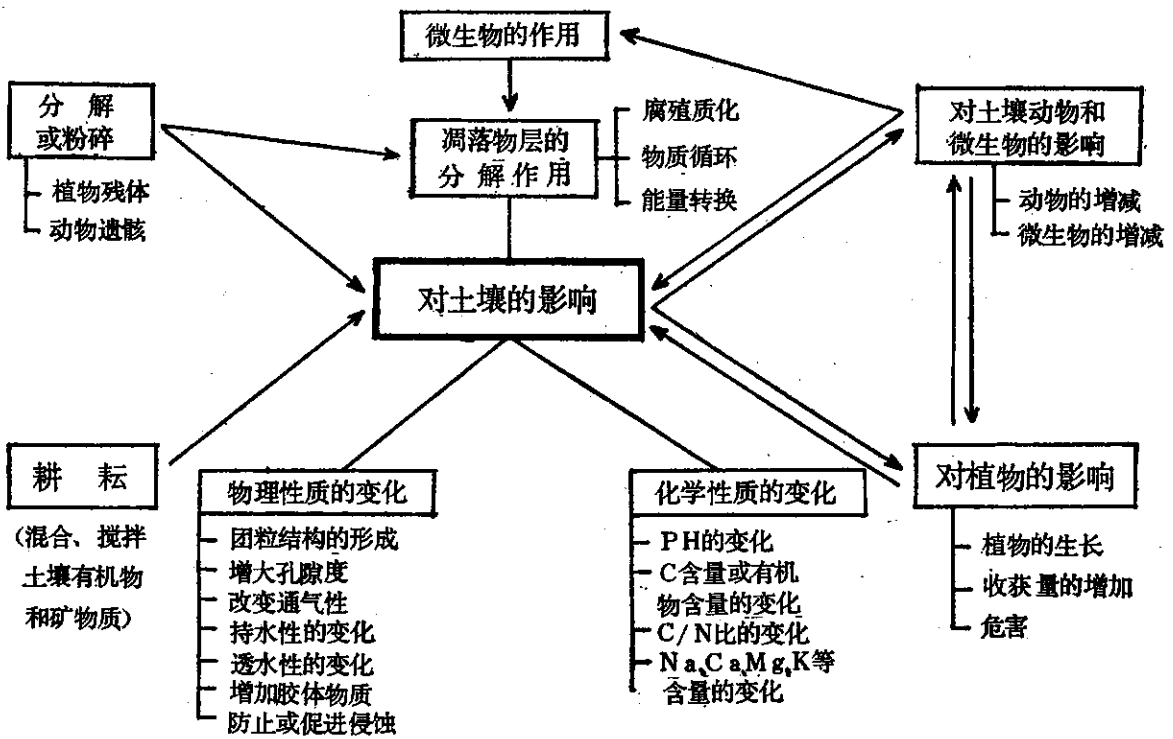 微生物的作用
分解
或粉碎
植物残体
动物遗骸
凋落物层的
分解作用
腐殖质化
物质循环
能量转换
对土壤动物和
微生物的影响
动物的增减
微生物的增减
对土壤的影响
耕耘
(混合、搅拌
土壤有机物
和矿物质)
物理性质的变化
团粒结构的形成
增大孔隙度
改变通气性
持水性的变化
透水性的变化
增加胶体物质
防止或促进侵蚀
化学性质的变化
PH的变化
C含量或有机
物含量的变化
C/N比的变化
Na、Ca、Mg、K等
含量的变化
对植物的影响
植物的生长
收获量的增加
危害